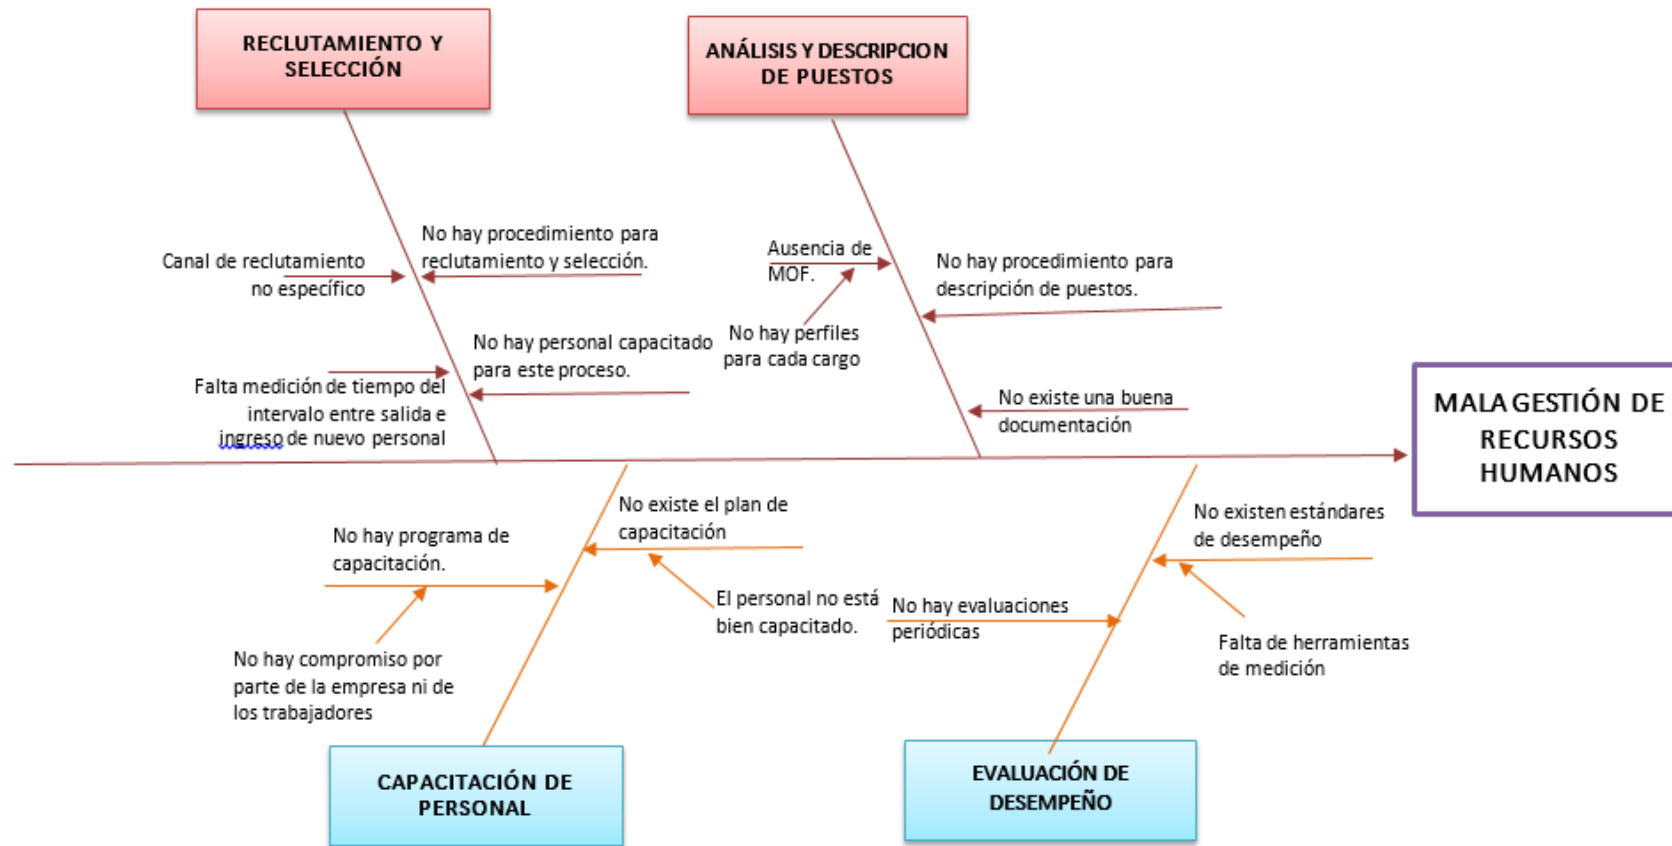 RECLUTAMIENTO Y
SELECCIÓN
ANÁLISIS Y DESCRIPCION
DE PUESTOS
Canal de reclutamiento
no específico
No hay procedimiento para
reclutamiento y selección.
Falta medición de tiempo del
intervalo entre salida e
ingreso de nuevo personal
No hay personal capacitado
para este proceso.
Ausencia de
MOF.
No hay perfiles
para cada cargo
No hay procedimiento para
descripción de puestos.
No existe una buena
documentación
MALA GESTIÓN DE
RECURSOS
HUMANOS
No hay programa de
capacitación.
No hay compromiso por
parte de la empresa ni de
los trabajadores
No existe el plan de
capacitación
El personal no está
bien capacitado.
No hay evaluaciones
periódicas
No existen estándares
de desempeño
Falta de herramientas
de medición
CAPACITACIÓN DE
PERSONAL
EVALUACIÓN DE
DESEMPEÑO